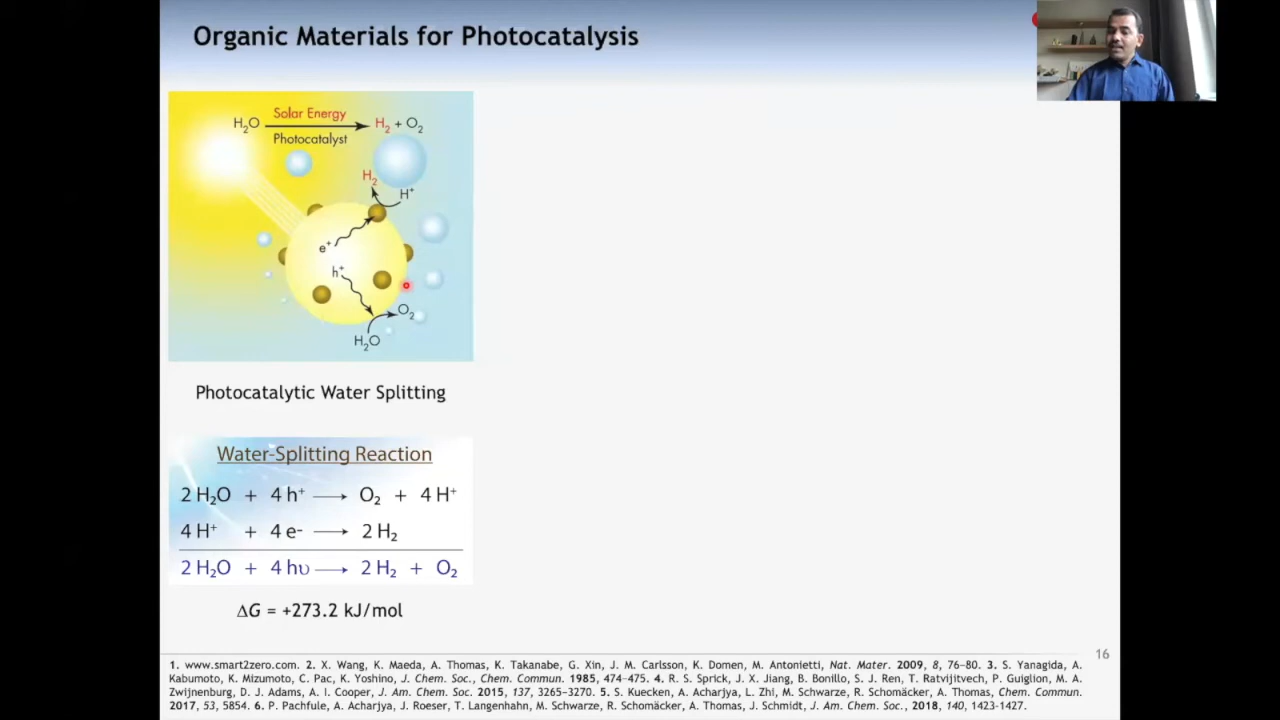 Organic Materials for Photocatalysis
H₂O Solar Energy H₂ + O₂
Photocatalyst
H₂
H⁺
e⁺
h⁺
O₂
H₂O
Photocatalytic Water Splitting
Water-Splitting Reaction
2 H₂O + 4 h⁺ → O₂ + 4 H⁺
4 H⁺ + 4 e⁻ → 2 H₂
2 H₂O + 4 hυ → 2 H₂ + O₂
ΔG = +273.2 kJ/mol
16
1. www.smart2zero.com. 2. X. Wang, K. Maeda, A. Thomas, K. Takanabe, G. Xin, J. M. Carlsson, K. Domen, M. Antonietti, Nat. Mater. 2009, 8, 76–80. 3. S. Yanagida, A.
Kabumoto, K. Mizumoto, C. Pac, K. Yoshino, J. Chem. Soc., Chem. Commun. 1985, 474–475. 4. R. S. Sprick, J. X. Jiang, B. Bonillo, S. J. Ren, T. Ratvijitvech, P. Guiglion, M. A.
Zwijnenburg, D. J. Adams, A. I. Cooper, J. Am. Chem. Soc. 2015, 137, 3265–3270. 5. S. Kuecken, A. Acharjya, L. Zhi, M. Schwarze, R. Schomäcker, A. Thomas, Chem. Commun.
2017, 53, 5854. 6. P. Pachfule, A. Acharjya, J. Roeser, T. Langenhahn, M. Schwarze, R. Schomäcker, A. Thomas, J. Schmidt, J. Am. Chem. Soc., 2018, 140, 1423-1427.